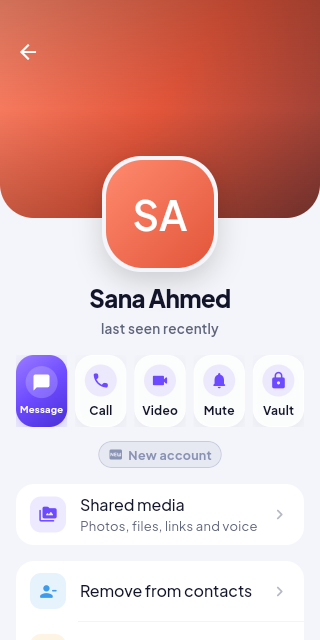 SA
Sana Ahmed
last seen recently
Message Call Video Mute Vault
New account
Shared media
Photos, files, links and voice
Remove from contacts